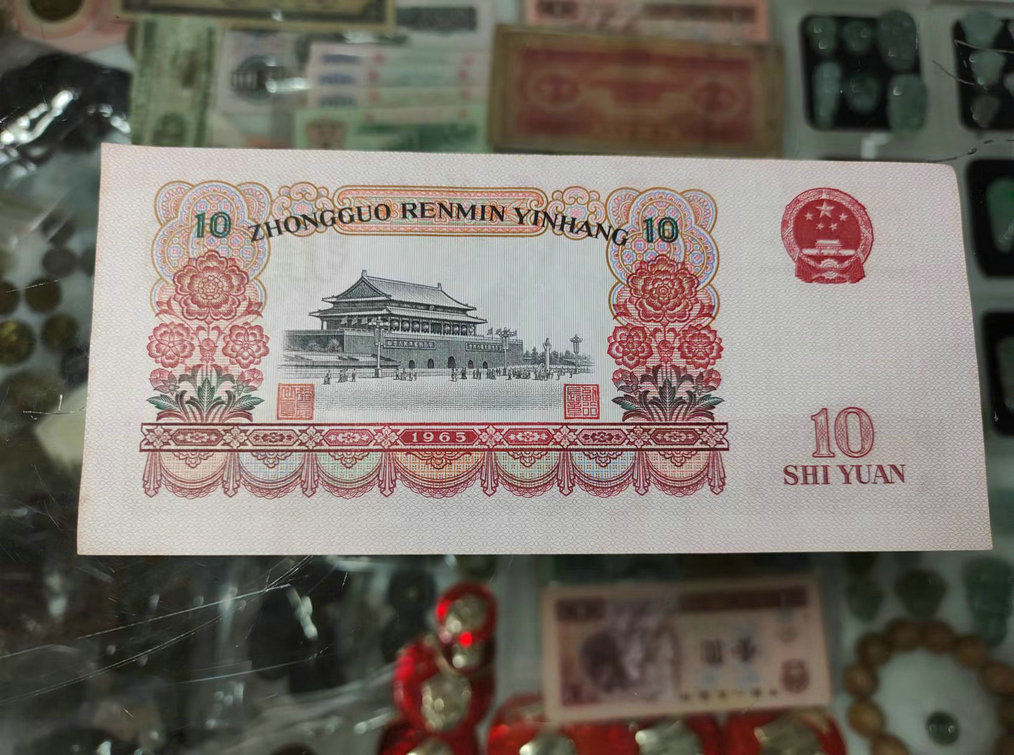 10 ZHONGGUO RENMIN YINHANG 10
1965
10
SHI YUAN